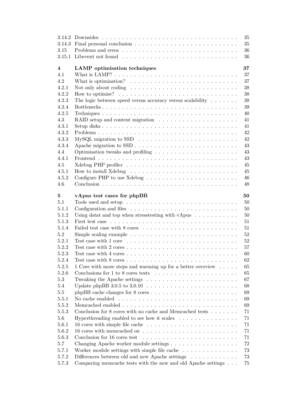 3.14.2 Downsides 35
3.14.3 Final personal conclusion 35
3.15 Problems and erros 36
3.15.1 Libevent not found 36
4 LAMP optimization techniques 37
4.1 What is LAMP? 37
4.2 What is optimization? 37
4.2.1 Not only about coding 38
4.2.2 How to optimize? 38
4.2.3 The logic between speed versus accuracy versus scalability 38
4.2.4 Bottlenecks 39
4.2.5 Techniques 40
4.3 RAID setup and content migration 41
4.3.1 Setup disks 41
4.3.2 Problems 42
4.3.3 MySQL migration to SSD 42
4.3.4 Apache migration to SSD 43
4.4 Optimization tweaks and profiling 43
4.4.1 Frontend 43
4.5 Xdebug PHP profiler 45
4.5.1 How to install Xdebug 45
4.5.2 Configure PHP to use Xdebug 46
4.6 Conclusion 48
5 vApus test cases for phpBB 50
5.1 Tools used and setup 50
5.1.1 Configuration and files 50
5.1.2 Using dstat and top when stresstesting with vApus 50
5.1.3 First test case 51
5.1.4 Failed test case with 8 cores 51
5.2 Simple scaling example 52
5.2.1 Test case with 1 core 52
5.2.2 Test case with 2 cores 57
5.2.3 Test case with 4 cores 60
5.2.4 Test case with 8 cores 62
5.2.5 1 Core with more steps and summing up for a better overview 65
5.2.6 Conclusions for 1 to 8 cores tests 65
5.3 Tweaking the Apache settings 67
5.4 Update phpBB 3.0.5 to 3.0.10 68
5.5 phpBB cache changes for 8 cores 69
5.5.1 No cache enabled 69
5.5.2 Memcached enabled 69
5.5.3 Conclusion for 8 cores with no cache and Memcached tests 71
5.6 Hyperthreading enabled to see how it scales 71
5.6.1 16 cores with simple file cache 71
5.6.2 16 cores with memcached on 71
5.6.3 Conclusion for 16 cores test 71
5.7 Changing Apache worker module settings 72
5.7.1 Worker module settings with simple file cache 73
5.7.2 Differences between old and new Apache settings 73
5.7.3 Comparing memcache tests with the new and old Apache settings 75